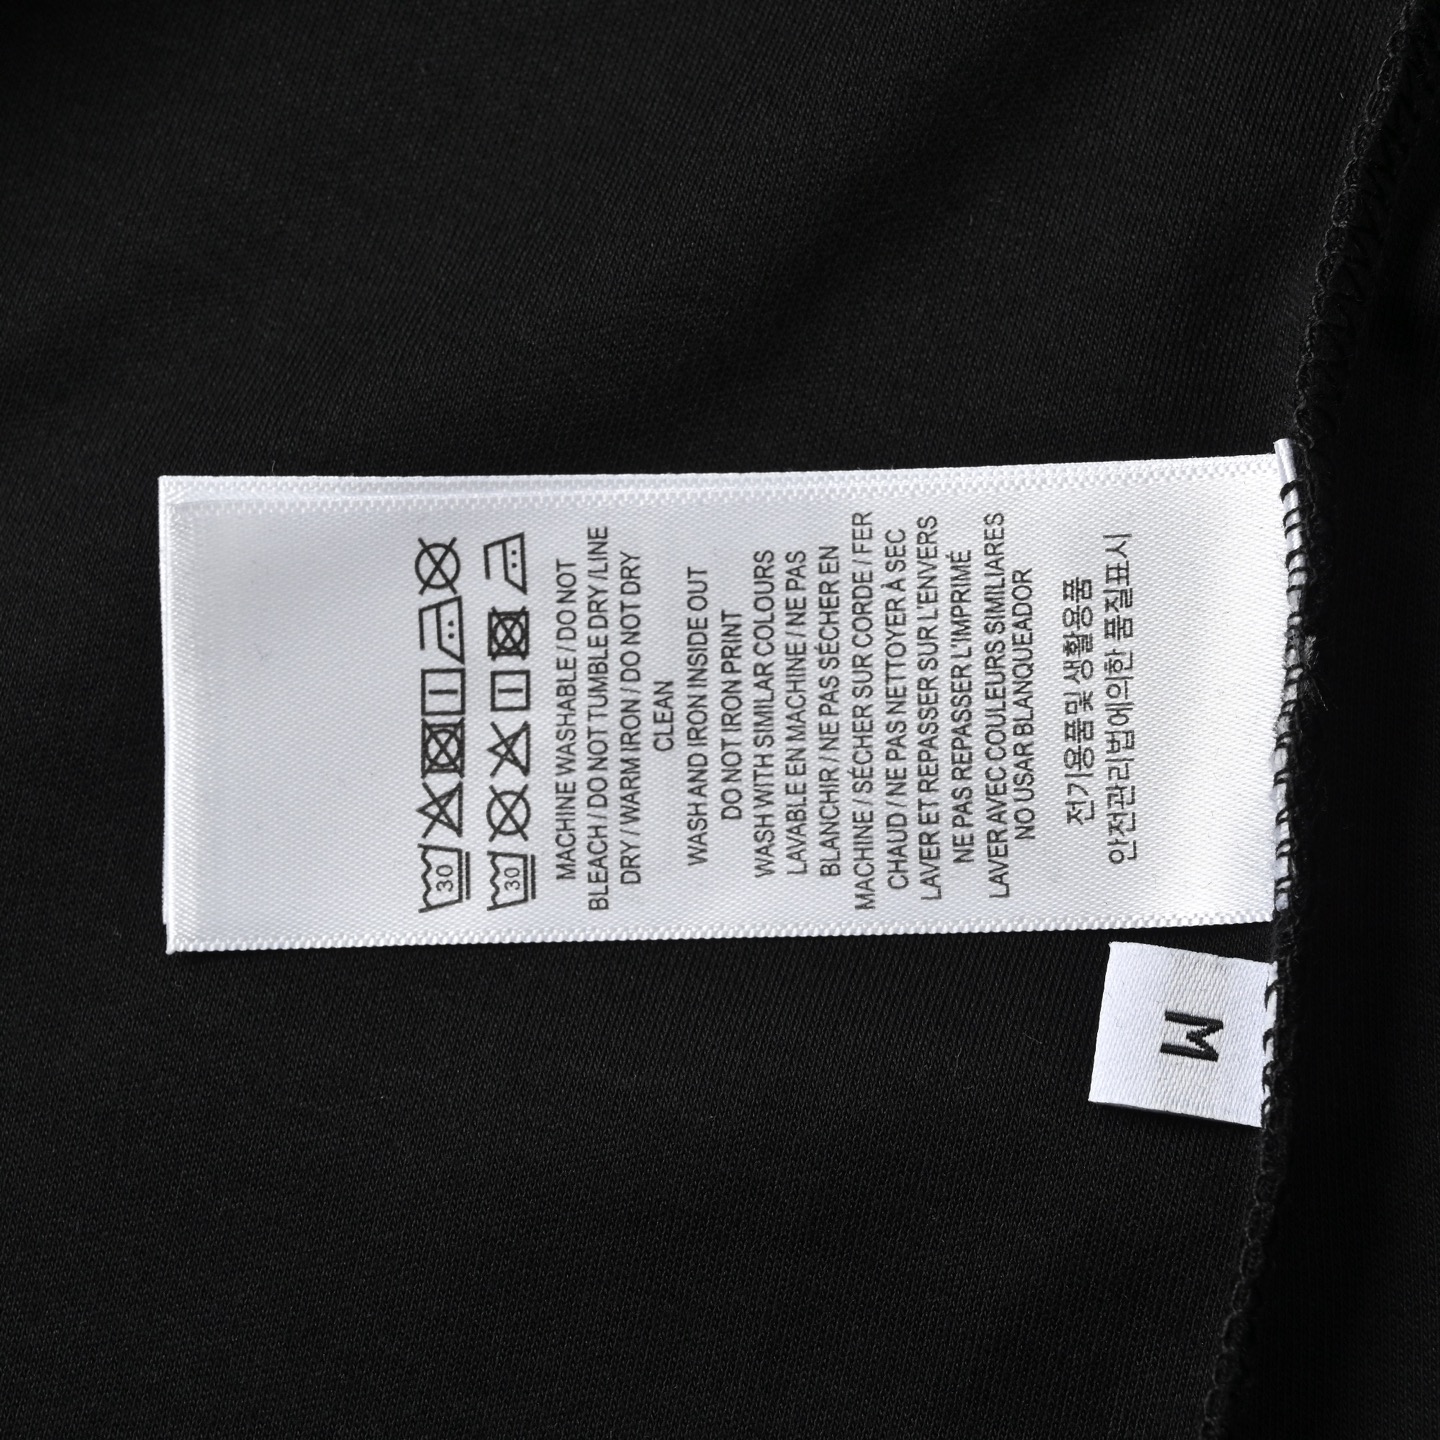 30
30
MACHINE WASHABLE / DO NOT
BLEACH / DO NOT TUMBLE DRY /LINE
DRY / WARM IRON / DO NOT DRY
CLEAN
WASH AND IRON INSIDE OUT
DO NOT IRON PRINT
WASH WITH SIMILAR COLOURS
LAVABLE EN MACHINE / NE PAS
BLANCHIR / NE PAS SÉCHER EN
MACHINE / SÉCHER SUR CORDE / FER
CHAUD / NE PAS NETTOYER À SEC
LAVER ET REPASSER SUR L'ENVERS
NE PAS REPASSER L'IMPRIMÉ
LAVER AVEC COULEURS SIMILIARES
NO USAR BLANQUEADOR
전기용품및 생활용품
안전관리법에의한 품질표시
M